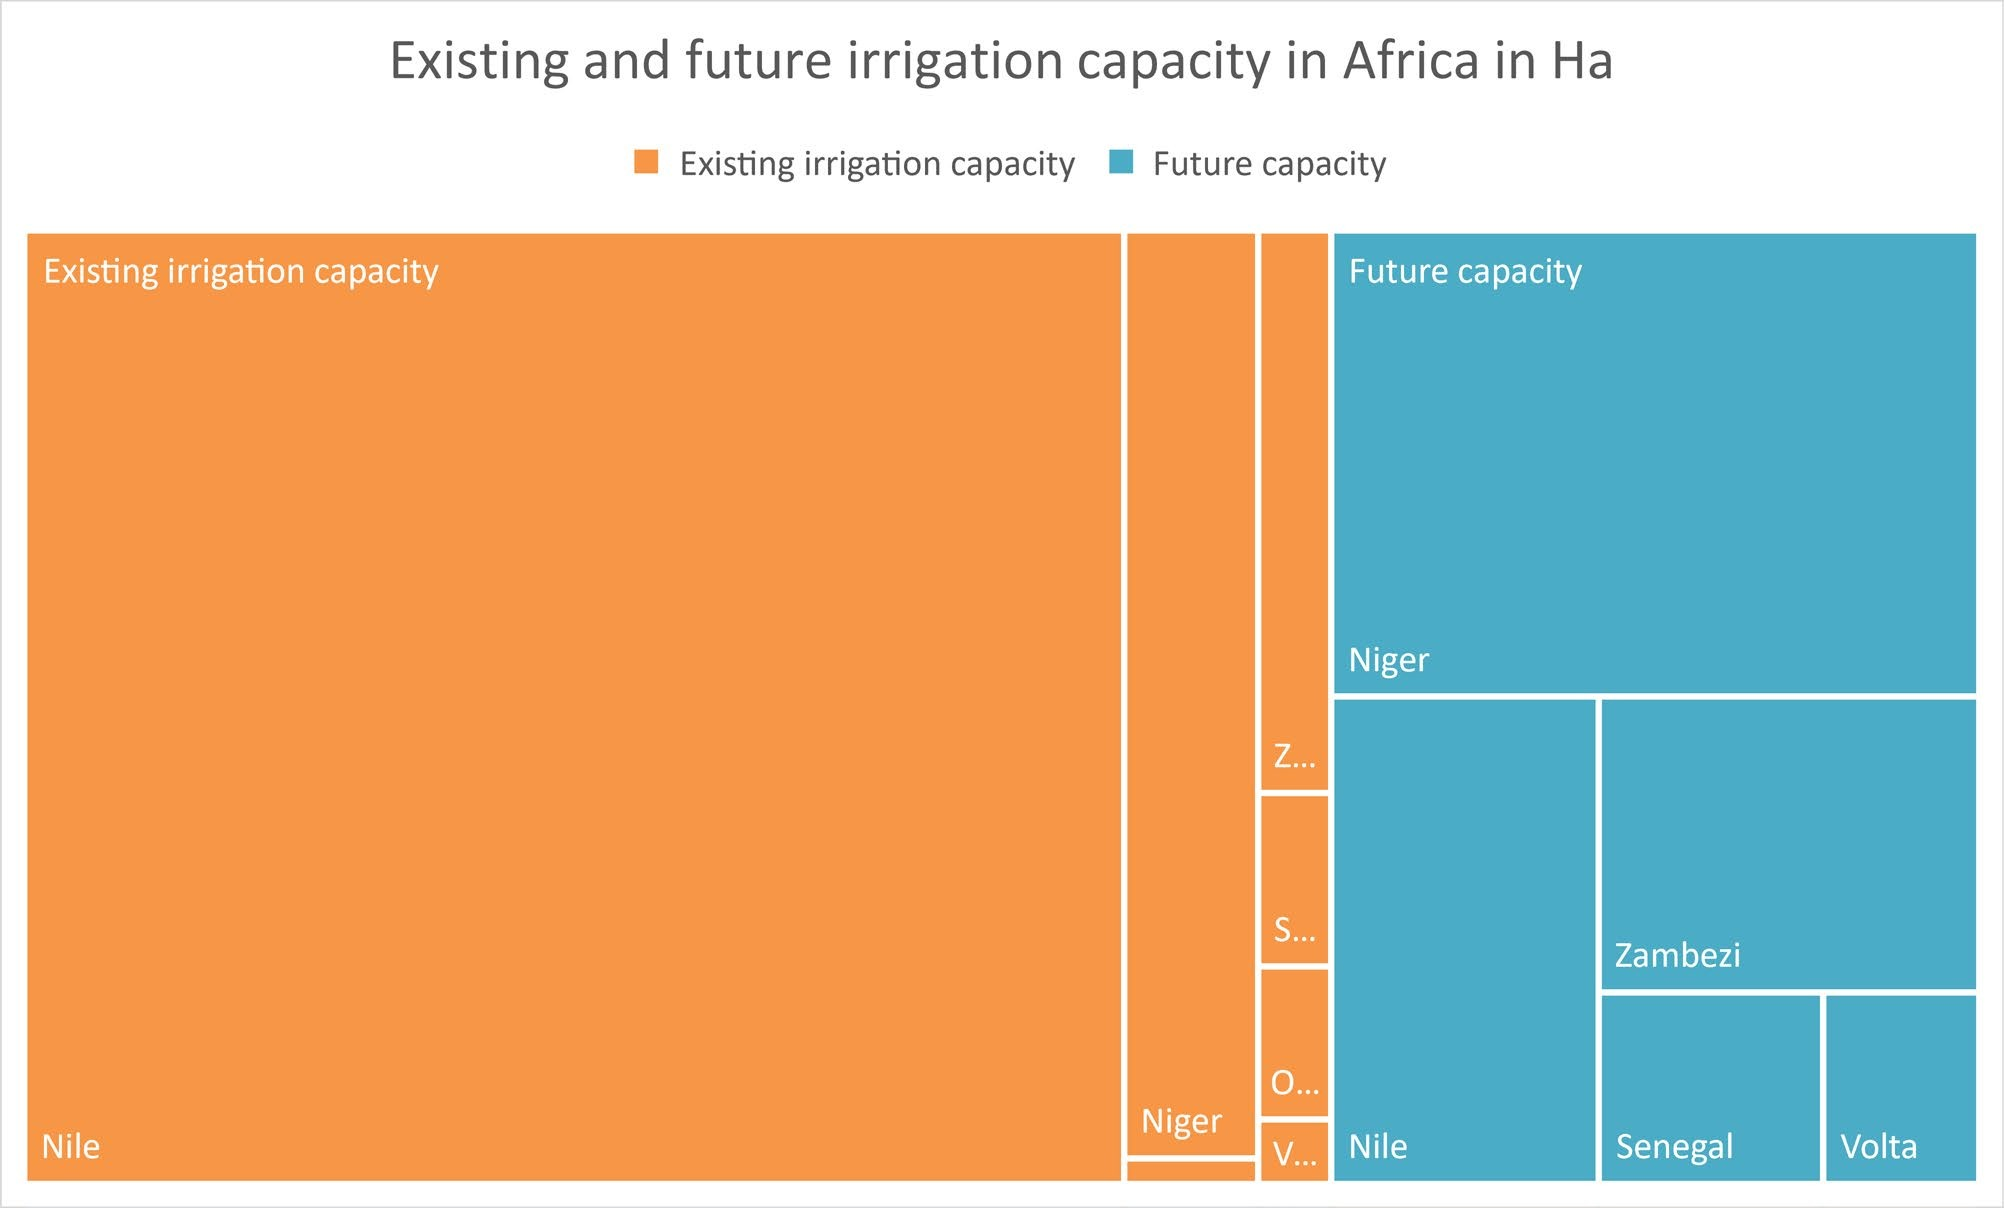 Existing and future irrigation capacity in Africa in Ha
Existing irrigation capacity Future capacity
Existing irrigation capacity
Nile
Niger
Z...
S...
O...
V...
Future capacity
Niger
Nile
Zambezi
Senegal
Volta